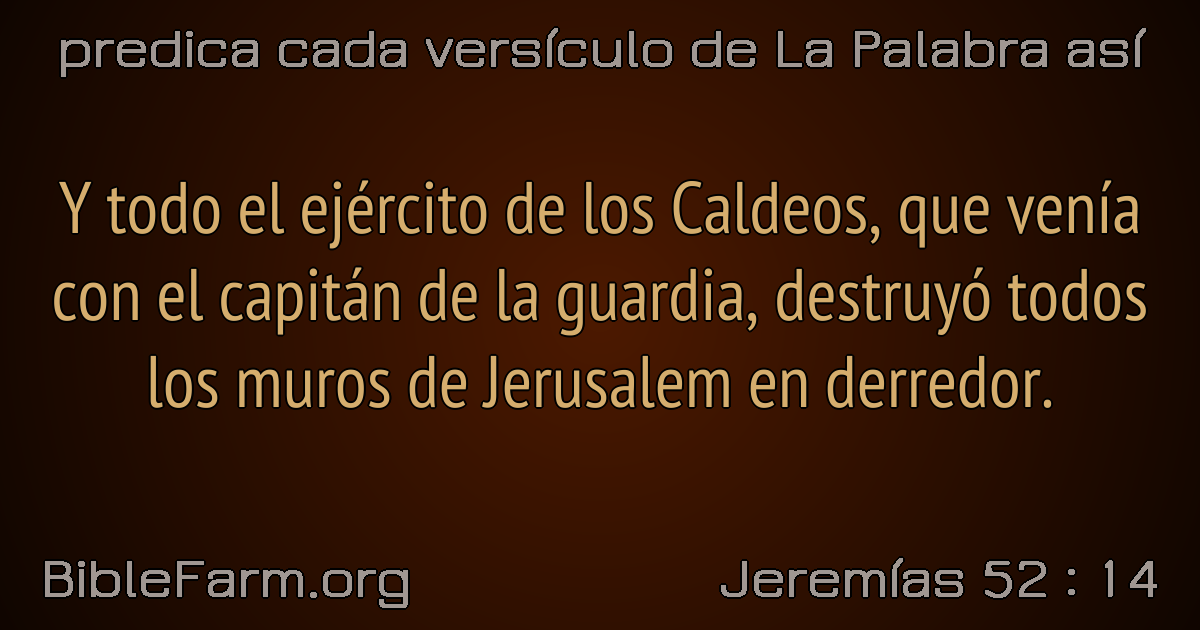 predica cada versículo de La Palabra así
Y todo el ejército de los Caldeos, que venía
con el capitán de la guardia, destruyó todos
los muros de Jerusalem en derredor.
BibleFarm.org
Jeremías 52 : 14